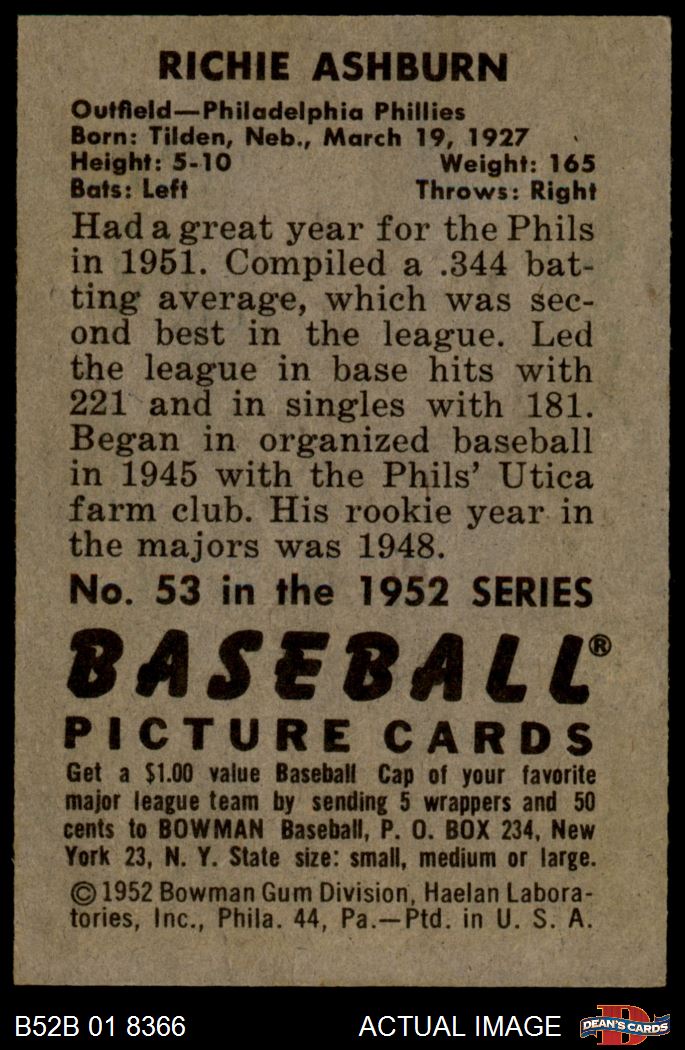 RICHIE ASHBURN
Outfield—Philadelphia Phillies
Born: Tilden, Neb., March 19, 1927
Height: 5-10 Weight: 165
Bats: Left Throws: Right
Had a great year for the Phils
in 1951. Compiled a .344 bat-
ting average, which was sec-
ond best in the league. Led
the league in base hits with
221 and in singles with 181.
Began in organized baseball
in 1945 with the Phils' Utica
farm club. His rookie year in
the majors was 1948.
No. 53 in the 1952 SERIES
BASEBALL®
PICTURE CARDS
Get a $1.00 value Baseball Cap of your favorite
major league team by sending 5 wrappers and 50
cents to BOWMAN Baseball, P. O. BOX 234, New
York 23, N. Y. State size: small, medium or large.
© 1952 Bowman Gum Division, Haelan Labora-
tories, Inc., Phila. 44, Pa.—Ptd. in U. S. A.
B52B 01 8366 ACTUAL IMAGE D DEAN'S CARDS